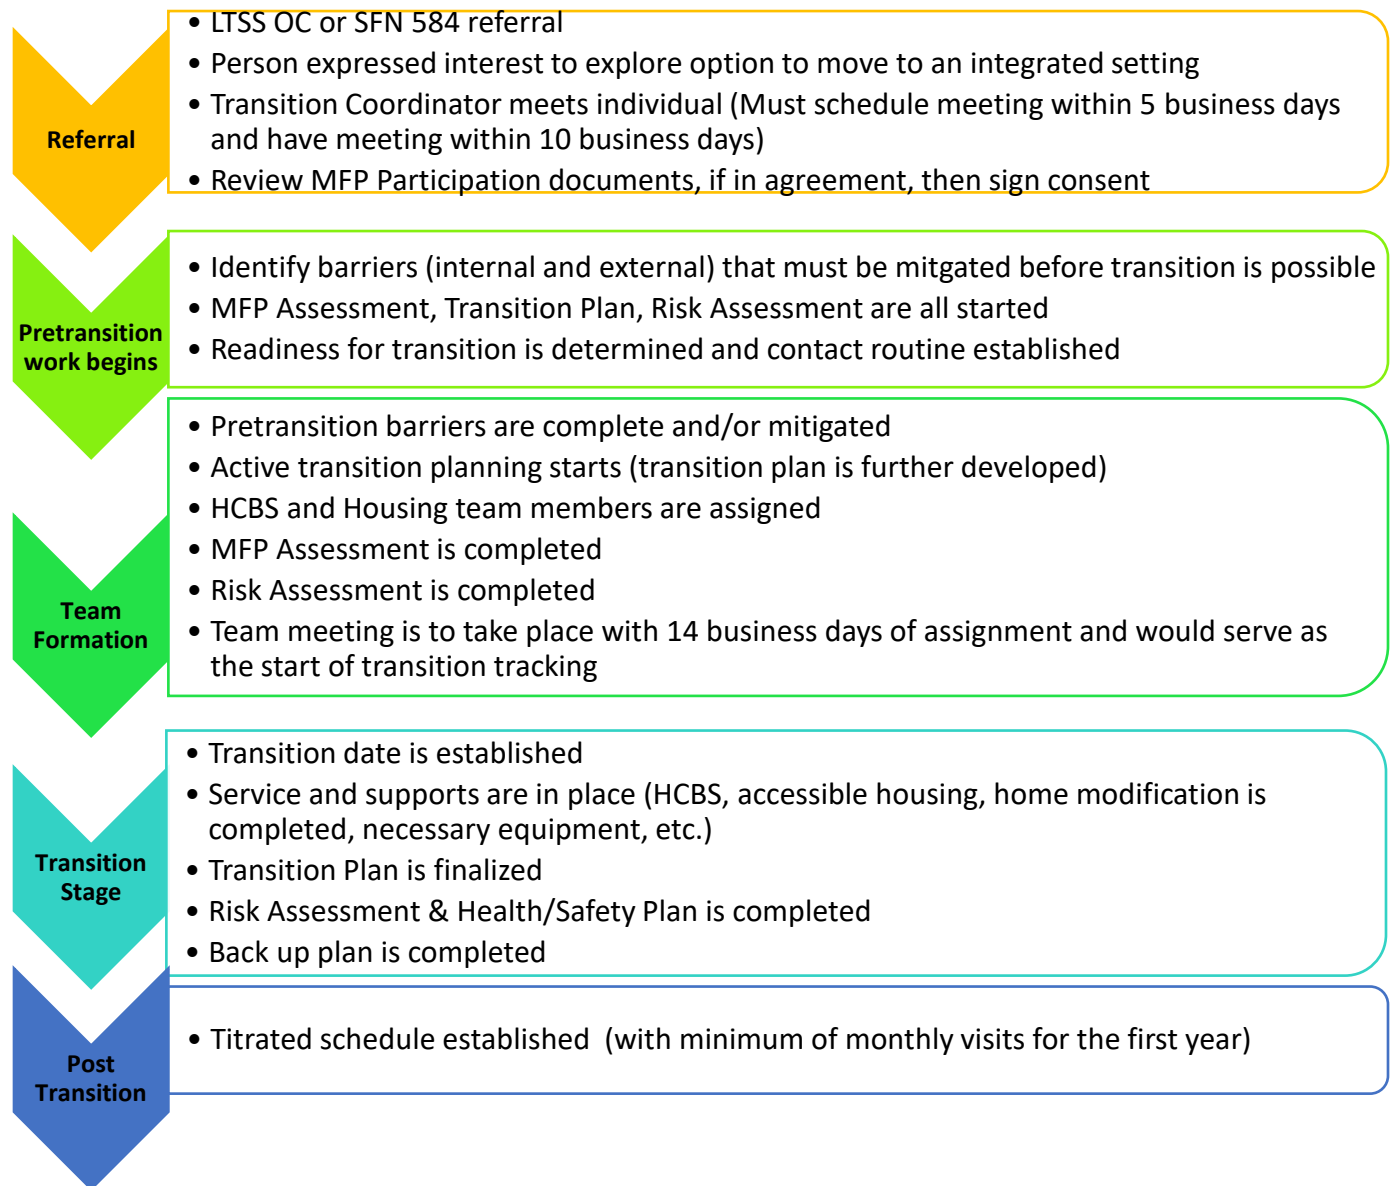 • LTSS OC or SFN 584 referral
• Person expressed interest to explore option to move to an integrated setting
• Transition Coordinator meets individual (Must schedule meeting within 5 business days
and have meeting within 10 business days)
• Review MFP Participation documents, if in agreement, then sign consent
Referral
• Identify barriers (internal and external) that must be mitgated before transition is possible
• MFP Assessment, Transition Plan, Risk Assessment are all started
• Readiness for transition is determined and contact routine established
Pretransition
work begins
• Pretransition barriers are complete and/or mitigated
• Active transition planning starts (transition plan is further developed)
• HCBS and Housing team members are assigned
• MFP Assessment is completed
• Risk Assessment is completed
• Team meeting is to take place with 14 business days of assignment and would serve as
the start of transition tracking
Team
Formation
• Transition date is established
• Service and supports are in place (HCBS, accessible housing, home modification is
completed, necessary equipment, etc.)
• Transition Plan is finalized
• Risk Assessment & Health/Safety Plan is completed
• Back up plan is completed
Transition
Stage
• Titrated schedule established  (with minimum of monthly visits for the first year)
Post
Transition